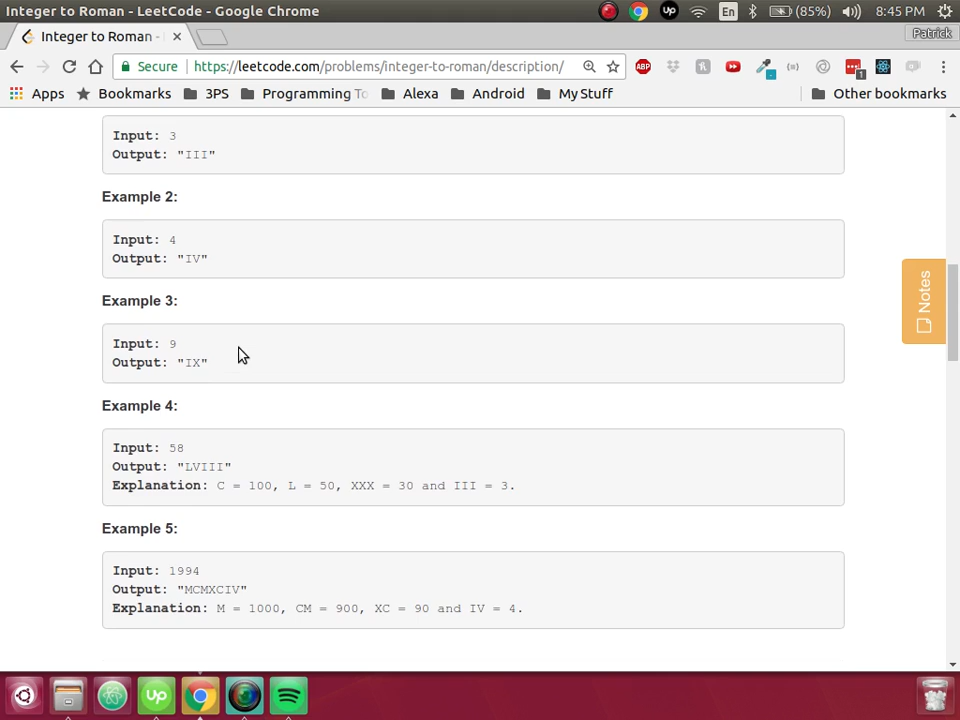 Integer to Roman - LeetCode - Google Chrome
En
(85%)
8:45 PM
Integer to Roman -
Patrick
Secure
https://leetcode.com/problems/integer-to-roman/description/
ABP
1
Apps
Bookmarks
3PS
Programming To
Alexa
Android
My Stuff
Other bookmarks
Input: 3
Output: "III"
Example 2:
Input: 4
Output: "IV"
Example 3:
Input: 9
Output: "IX"
Example 4:
Input: 58
Output: "LVIII"
Explanation: C = 100, L = 50, XXX = 30 and III = 3.
Example 5:
Input: 1994
Output: "MCMXCIV"
Explanation: M = 1000, CM = 900, XC = 90 and IV = 4.
Notes
up